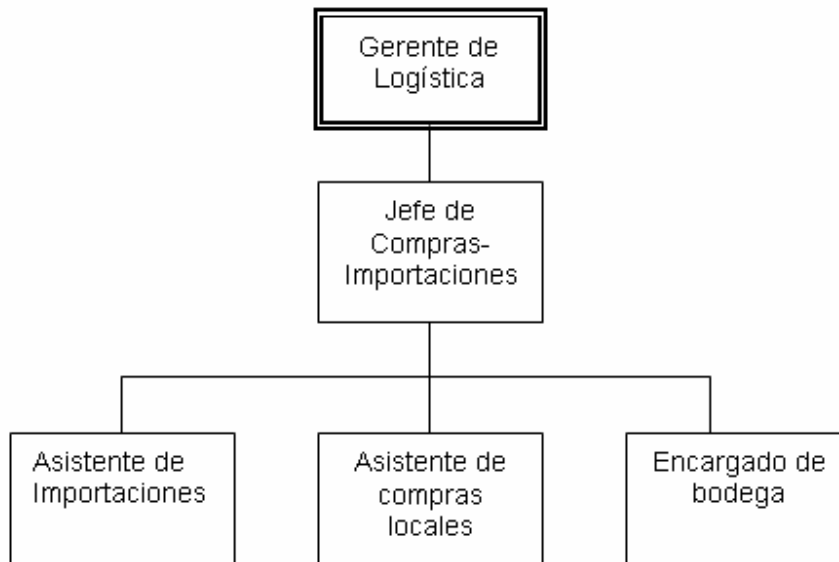 Gerente de
Logística
Jefe de
Compras-
Importaciones
Asistente de
Importaciones
Asistente de
compras
locales
Encargado de
bodega